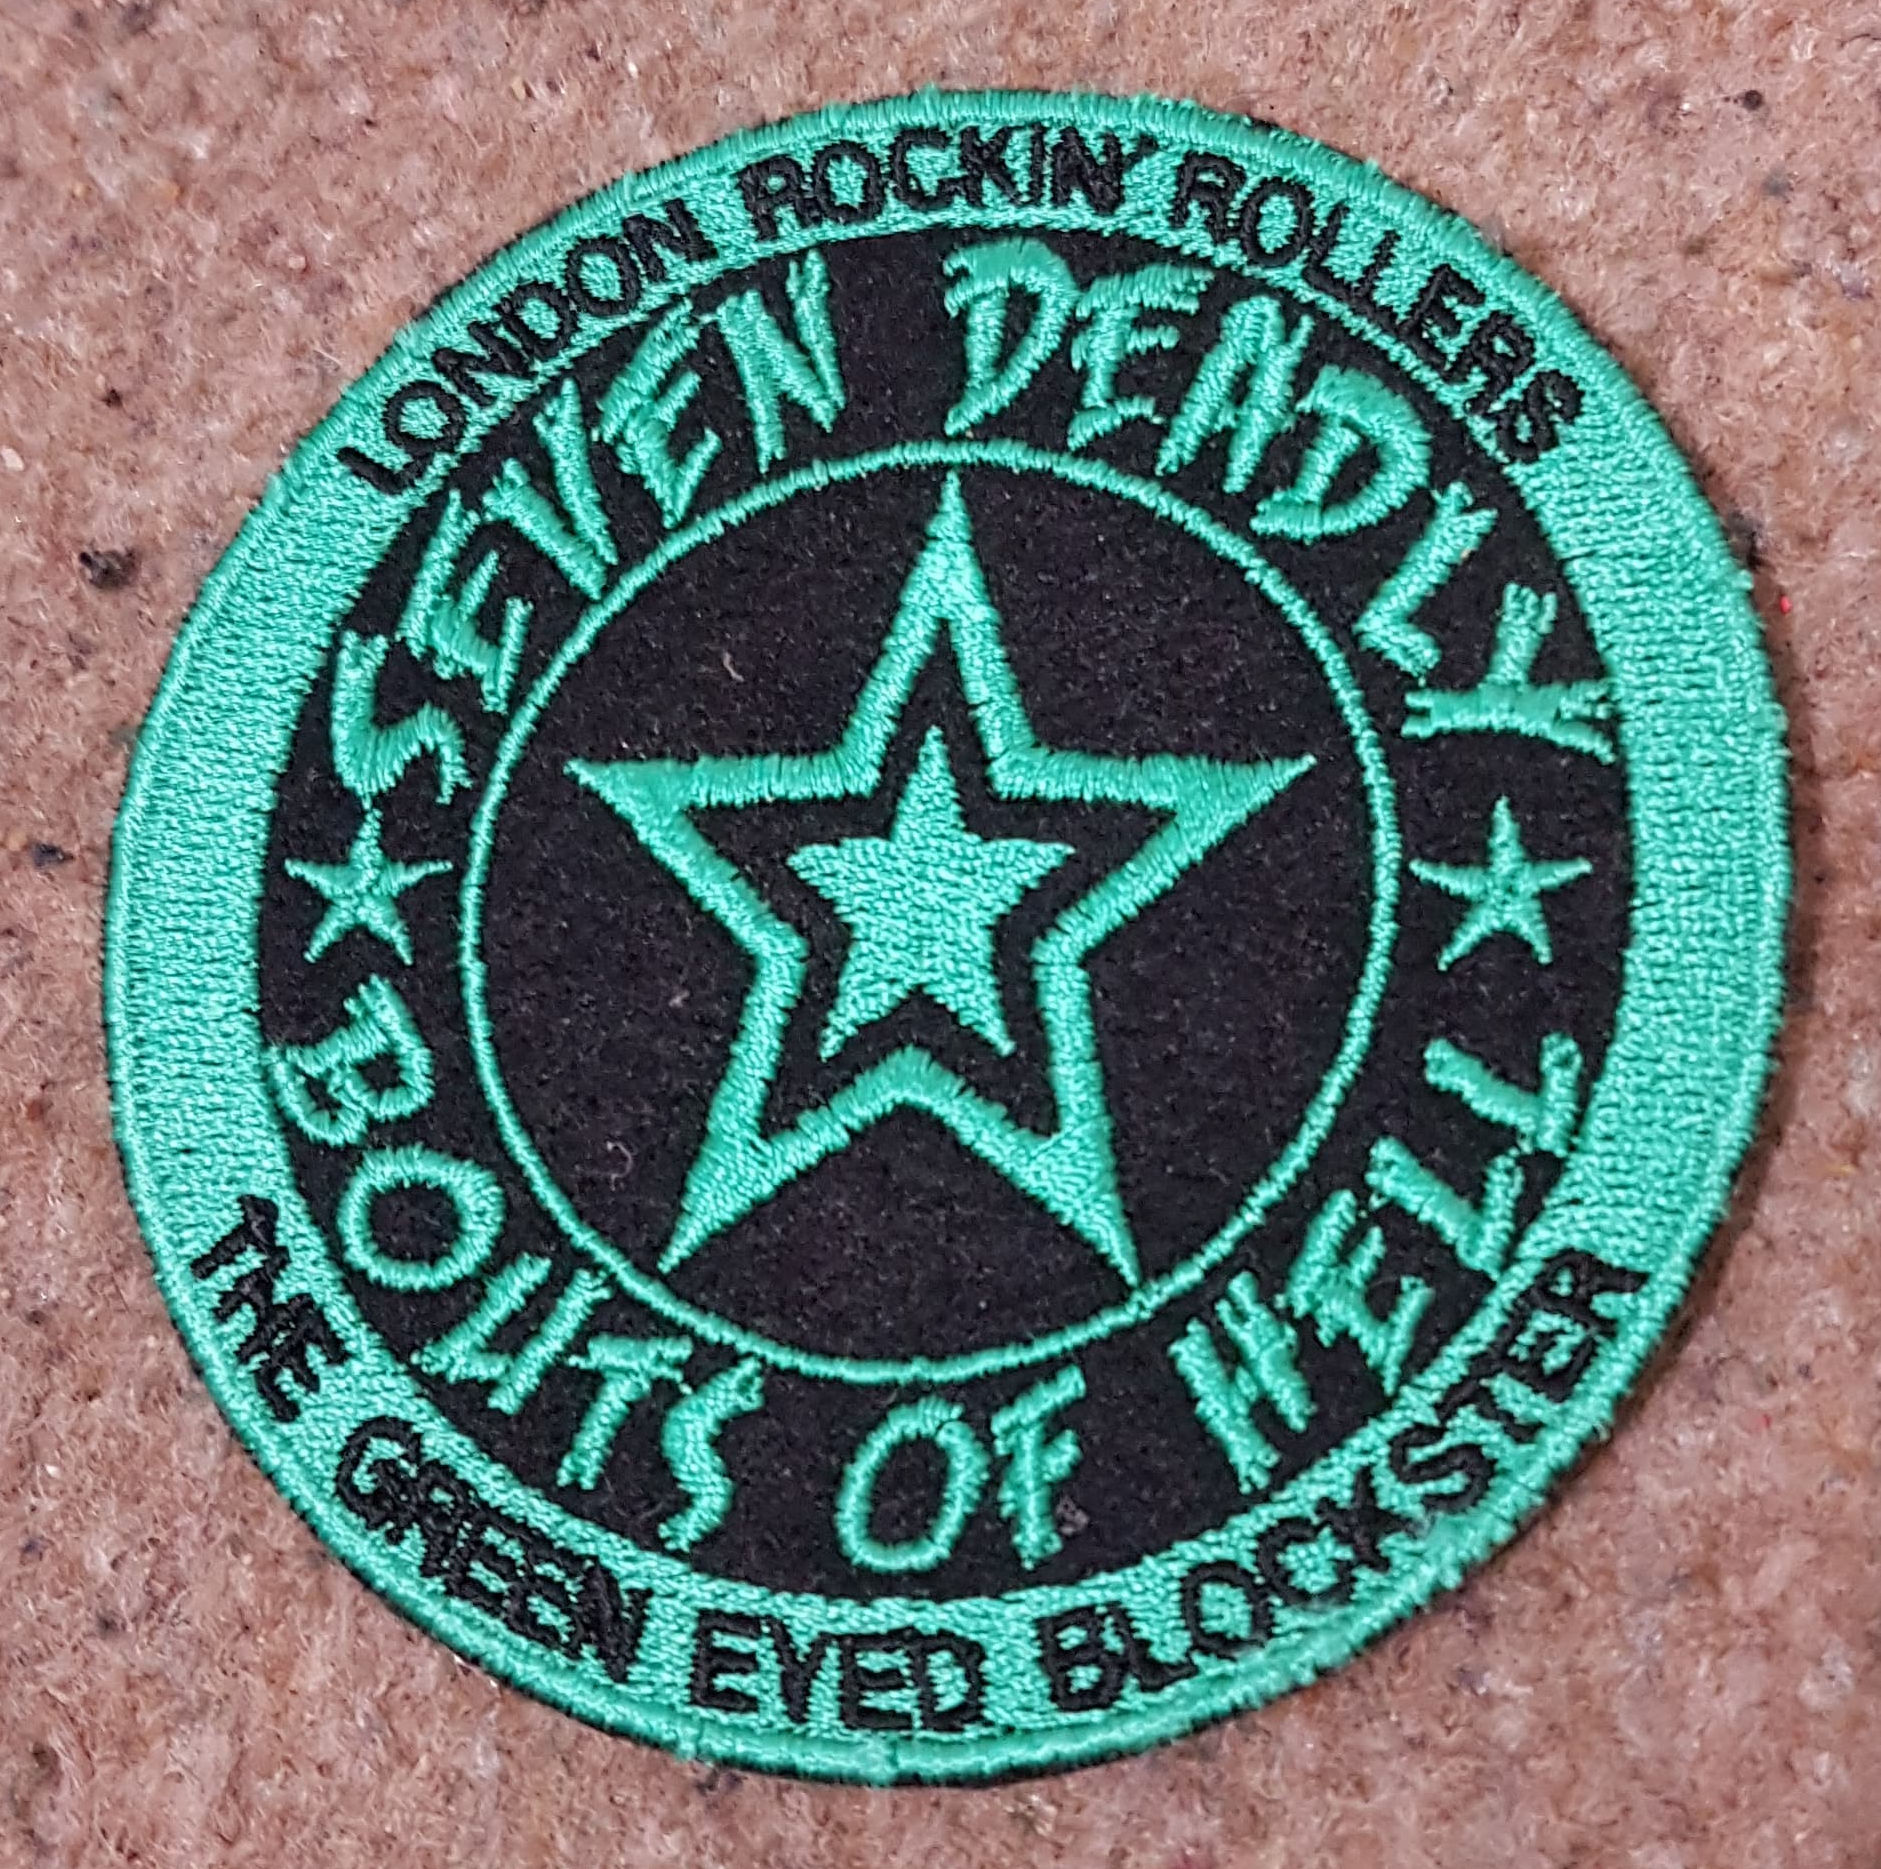 LONDON ROCKIN' ROLLERS
SEVEN DEADLY
BOUTS OF HELL
THE GREEN EYED BLOCKSTER